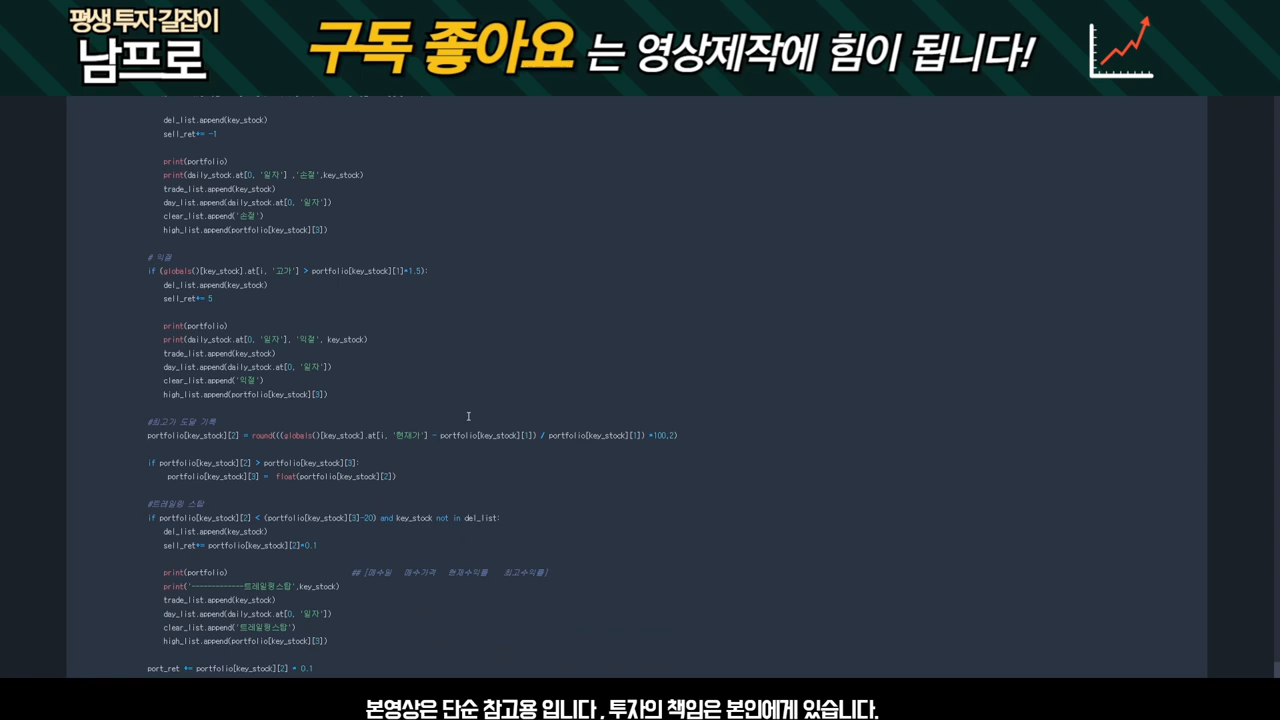 평생 투자 길잡이
남프로
구독 좋아요 는 영상제작에 힘이 됩니다!
del_list.append(key_stock)
sell_ret+= -1
print(portfolio)
print(daily_stock.at[0, '일자'] ,'손절',key_stock)
trade_list.append(key_stock)
day_list.append(daily_stock.at[0, '일자'])
clear_list.append('손절')
high_list.append(portfolio[key_stock][3])
# 익절
if (globals()[key_stock].at[i, '고가'] > portfolio[key_stock][1]*1.5):
del_list.append(key_stock)
sell_ret+= 5
print(portfolio)
print(daily_stock.at[0, '일자'], '익절', key_stock)
trade_list.append(key_stock)
day_list.append(daily_stock.at[0, '일자'])
clear_list.append('익절')
high_list.append(portfolio[key_stock][3])
#최고가 도달 기록
portfolio[key_stock][2] = round(((globals()[key_stock].at[i, '현재가'] - portfolio[key_stock][1]) / portfolio[key_stock][1]) *100,2)
if portfolio[key_stock][2] > portfolio[key_stock][3]:
portfolio[key_stock][3] = float(portfolio[key_stock][2])
#트레일링 스탑
if portfolio[key_stock][2] < (portfolio[key_stock][3]-20) and key_stock not in del_list:
del_list.append(key_stock)
sell_ret+= portfolio[key_stock][2]*0.1
print(portfolio) ## [매수일 매수가격 현재수익률 최고수익률]
print('-------------트레일링스탑',key_stock)
trade_list.append(key_stock)
day_list.append(daily_stock.at[0, '일자'])
clear_list.append('트레일링스탑')
high_list.append(portfolio[key_stock][3])
port_ret += portfolio[key_stock][2] * 0.1
본영상은 단순 참고용 입니다 , 투자의 책임은 본인에게 있습니다.